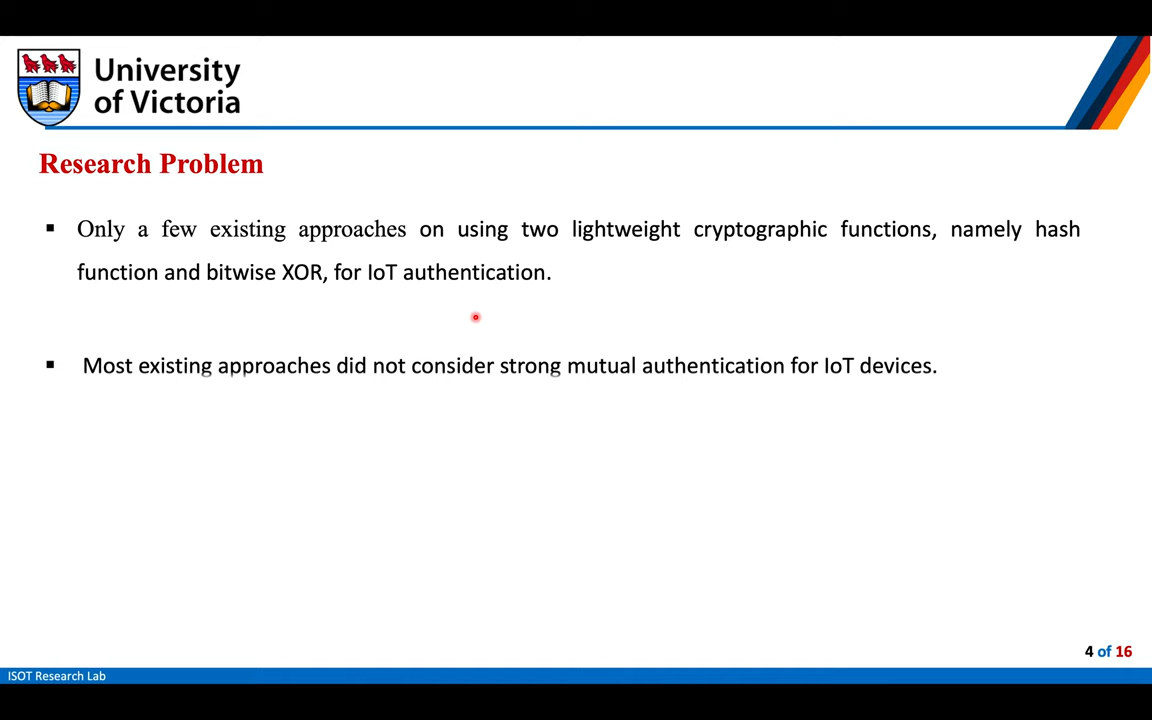 University
of Victoria
Research Problem
▪ Only a few existing approaches on using two lightweight cryptographic functions, namely hash
function and bitwise XOR, for IoT authentication.
▪ Most existing approaches did not consider strong mutual authentication for IoT devices.
4 of 16
ISOT Research Lab